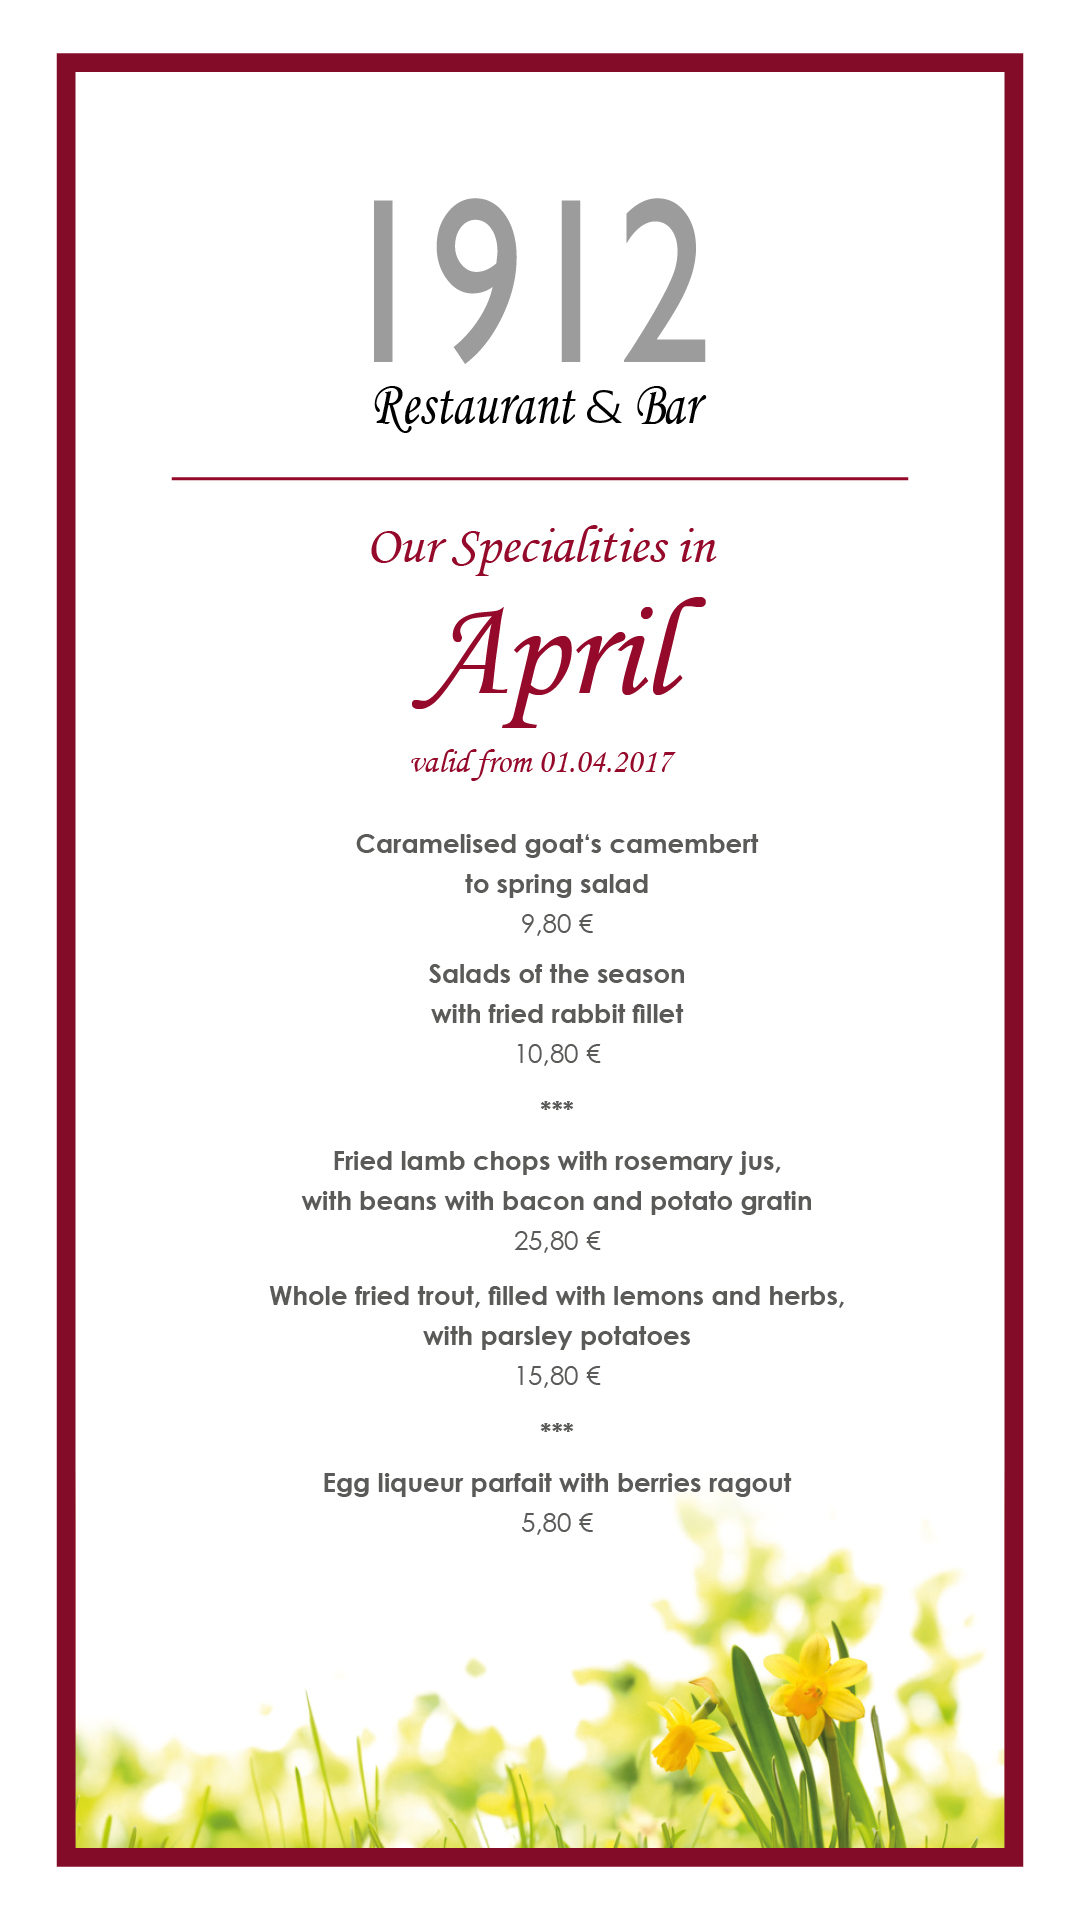 1912
Restaurant & Bar
Our Specialities in
April
valid from 01.04.2017
Caramelised goat‘s camembert
to spring salad
9,80 €
Salads of the season
with fried rabbit fillet
10,80 €
***
Fried lamb chops with rosemary jus,
with beans with bacon and potato gratin
25,80 €
Whole fried trout, filled with lemons and herbs,
with parsley potatoes
15,80 €
***
Egg liqueur parfait with berries ragout
5,80 €